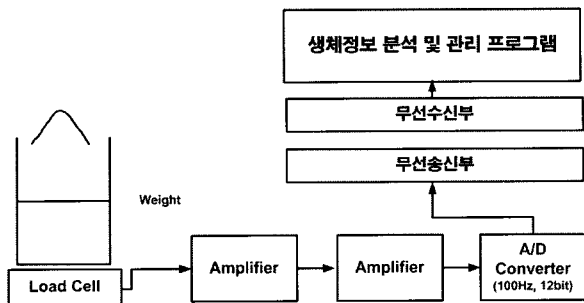 생체정보 분석 및 관리 프로그램
무선수신부
무선송신부
Weight
Load Cell
Amplifier
Amplifier
A/D
Converter
(100Hz, 12bit)